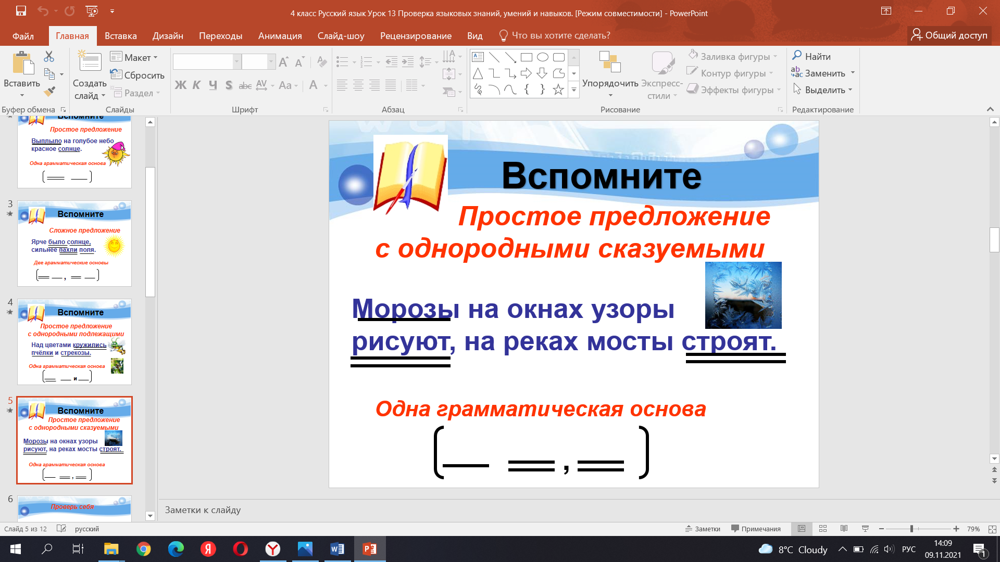 4 класс Русский язык Урок 13 Проверка языковых знаний, умений и навыков. [Режим совместимости] - PowerPoint
Файл Главная Вставка Дизайн Переходы Анимация Слайд-шоу Рецензирование Вид Что вы хотите сделать? Общий доступ
Вставить
Буфер обмена
Создать слайд
Макет
Сбросить
Раздел
Слайды
Ж К Ч S abc AV Aa A
Шрифт
Абзац
Упорядочить
Экспресс-стили
Заливка фигуры
Контур фигуры
Эффекты фигуры
Рисование
Найти
Заменить
Выделить
Редактирование
Вспомните
Простое предложение
Выплыло на голубое небо
красное солнце.
Одна грамматическая основа
3
Вспомните
Сложное предложение
Ярче было солнце,
сильнее пахли поля.
Две грамматические основы
,
4
Вспомните
Простое предложение
с однородными подлежащими
Над цветами кружились
пчёлки и стрекозы.
Одна грамматическая основа
и
5
Вспомните
Простое предложение
с однородными сказуемыми
Морозы на окнах узоры
рисуют, на реках мосты строят.
Одна грамматическая основа
,
6
Проверь себя
Вспомните
Простое предложение
с однородными сказуемыми
Морозы на окнах узоры
рисуют, на реках мосты строят.
Одна грамматическая основа
,
Заметки к слайду
Слайд 5 из 12 русский Заметки Примечания 79%
8°C Cloudy РУС 14:09
09.11.2021
1